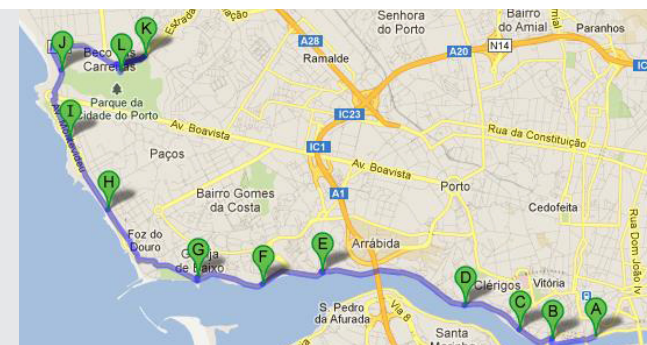 Senhora
do Porto
Bairro
do Amial
Paranhos
Estrada
A28
A20
N14
IC
J
K
L
Beco
Carreiras
Ramalde
Parque da
Cidade do Porto
IC23
Av. Boavista
Rua da Constituição
I
Av. Montevideu
Paços
IC1
Av. Boavista
H
Bairro Gomes
da Costa
A1
Porto
Cedofeita
Rua Dom João Iv
Foz do
Douro
G
de Baixo
F
E
Arrábida
D
Clérigos
Vitória
C
B
A
S. Pedro
da Afurada
Via 8
Santa